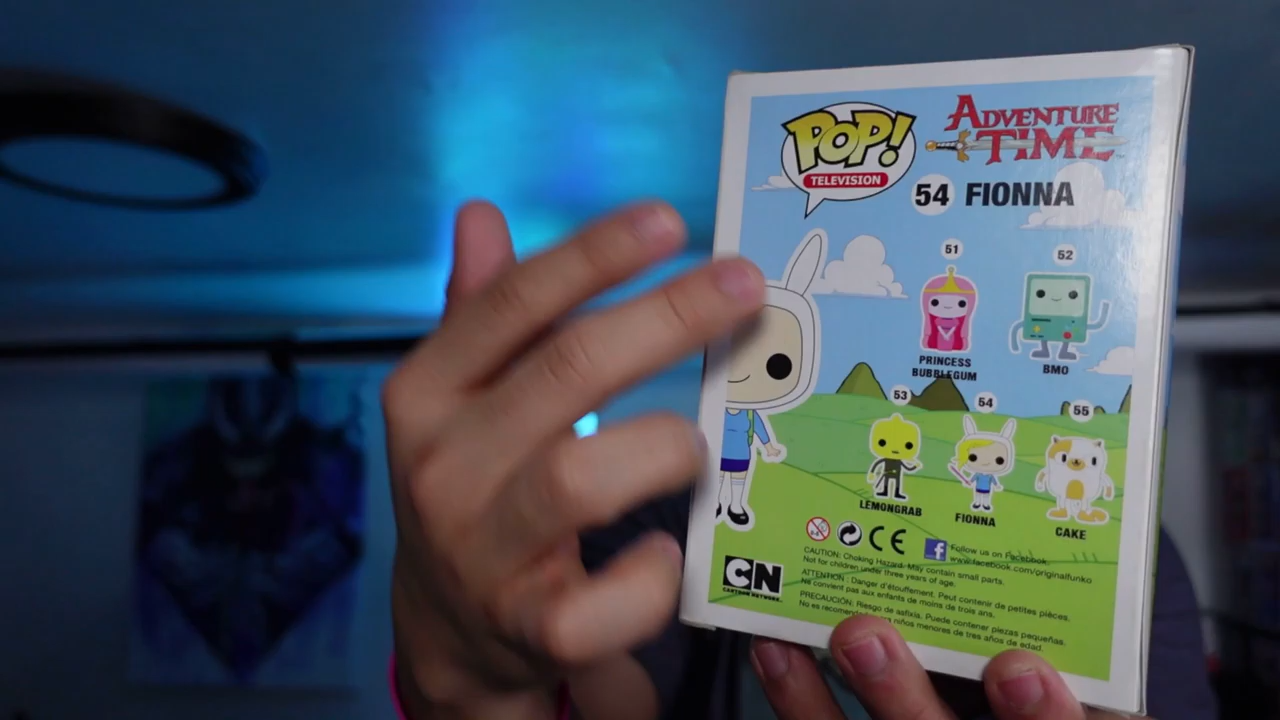 POP!
TELEVISION
ADVENTURE
TIME
54 FIONNA
51
PRINCESS
BUBBLEGUM
52
BMO
53
LEMONGRAB
54
FIONNA
55
CAKE
CE
f
Follow us on Facebook:
www.facebook.com/originalfunko
CN
CARTOON NETWORK
CAUTION: Choking Hazard. May contain small parts.
Not for children under three years of age.
ATTENTION : Danger d'étouffement. Peut contenir de petites pièces.
Ne convient pas aux enfants de moins de trois ans.
PRECAUCIÓN: Riesgo de asfixia. Puede contener piezas pequeñas.
No es niños menores de tres años de edad.